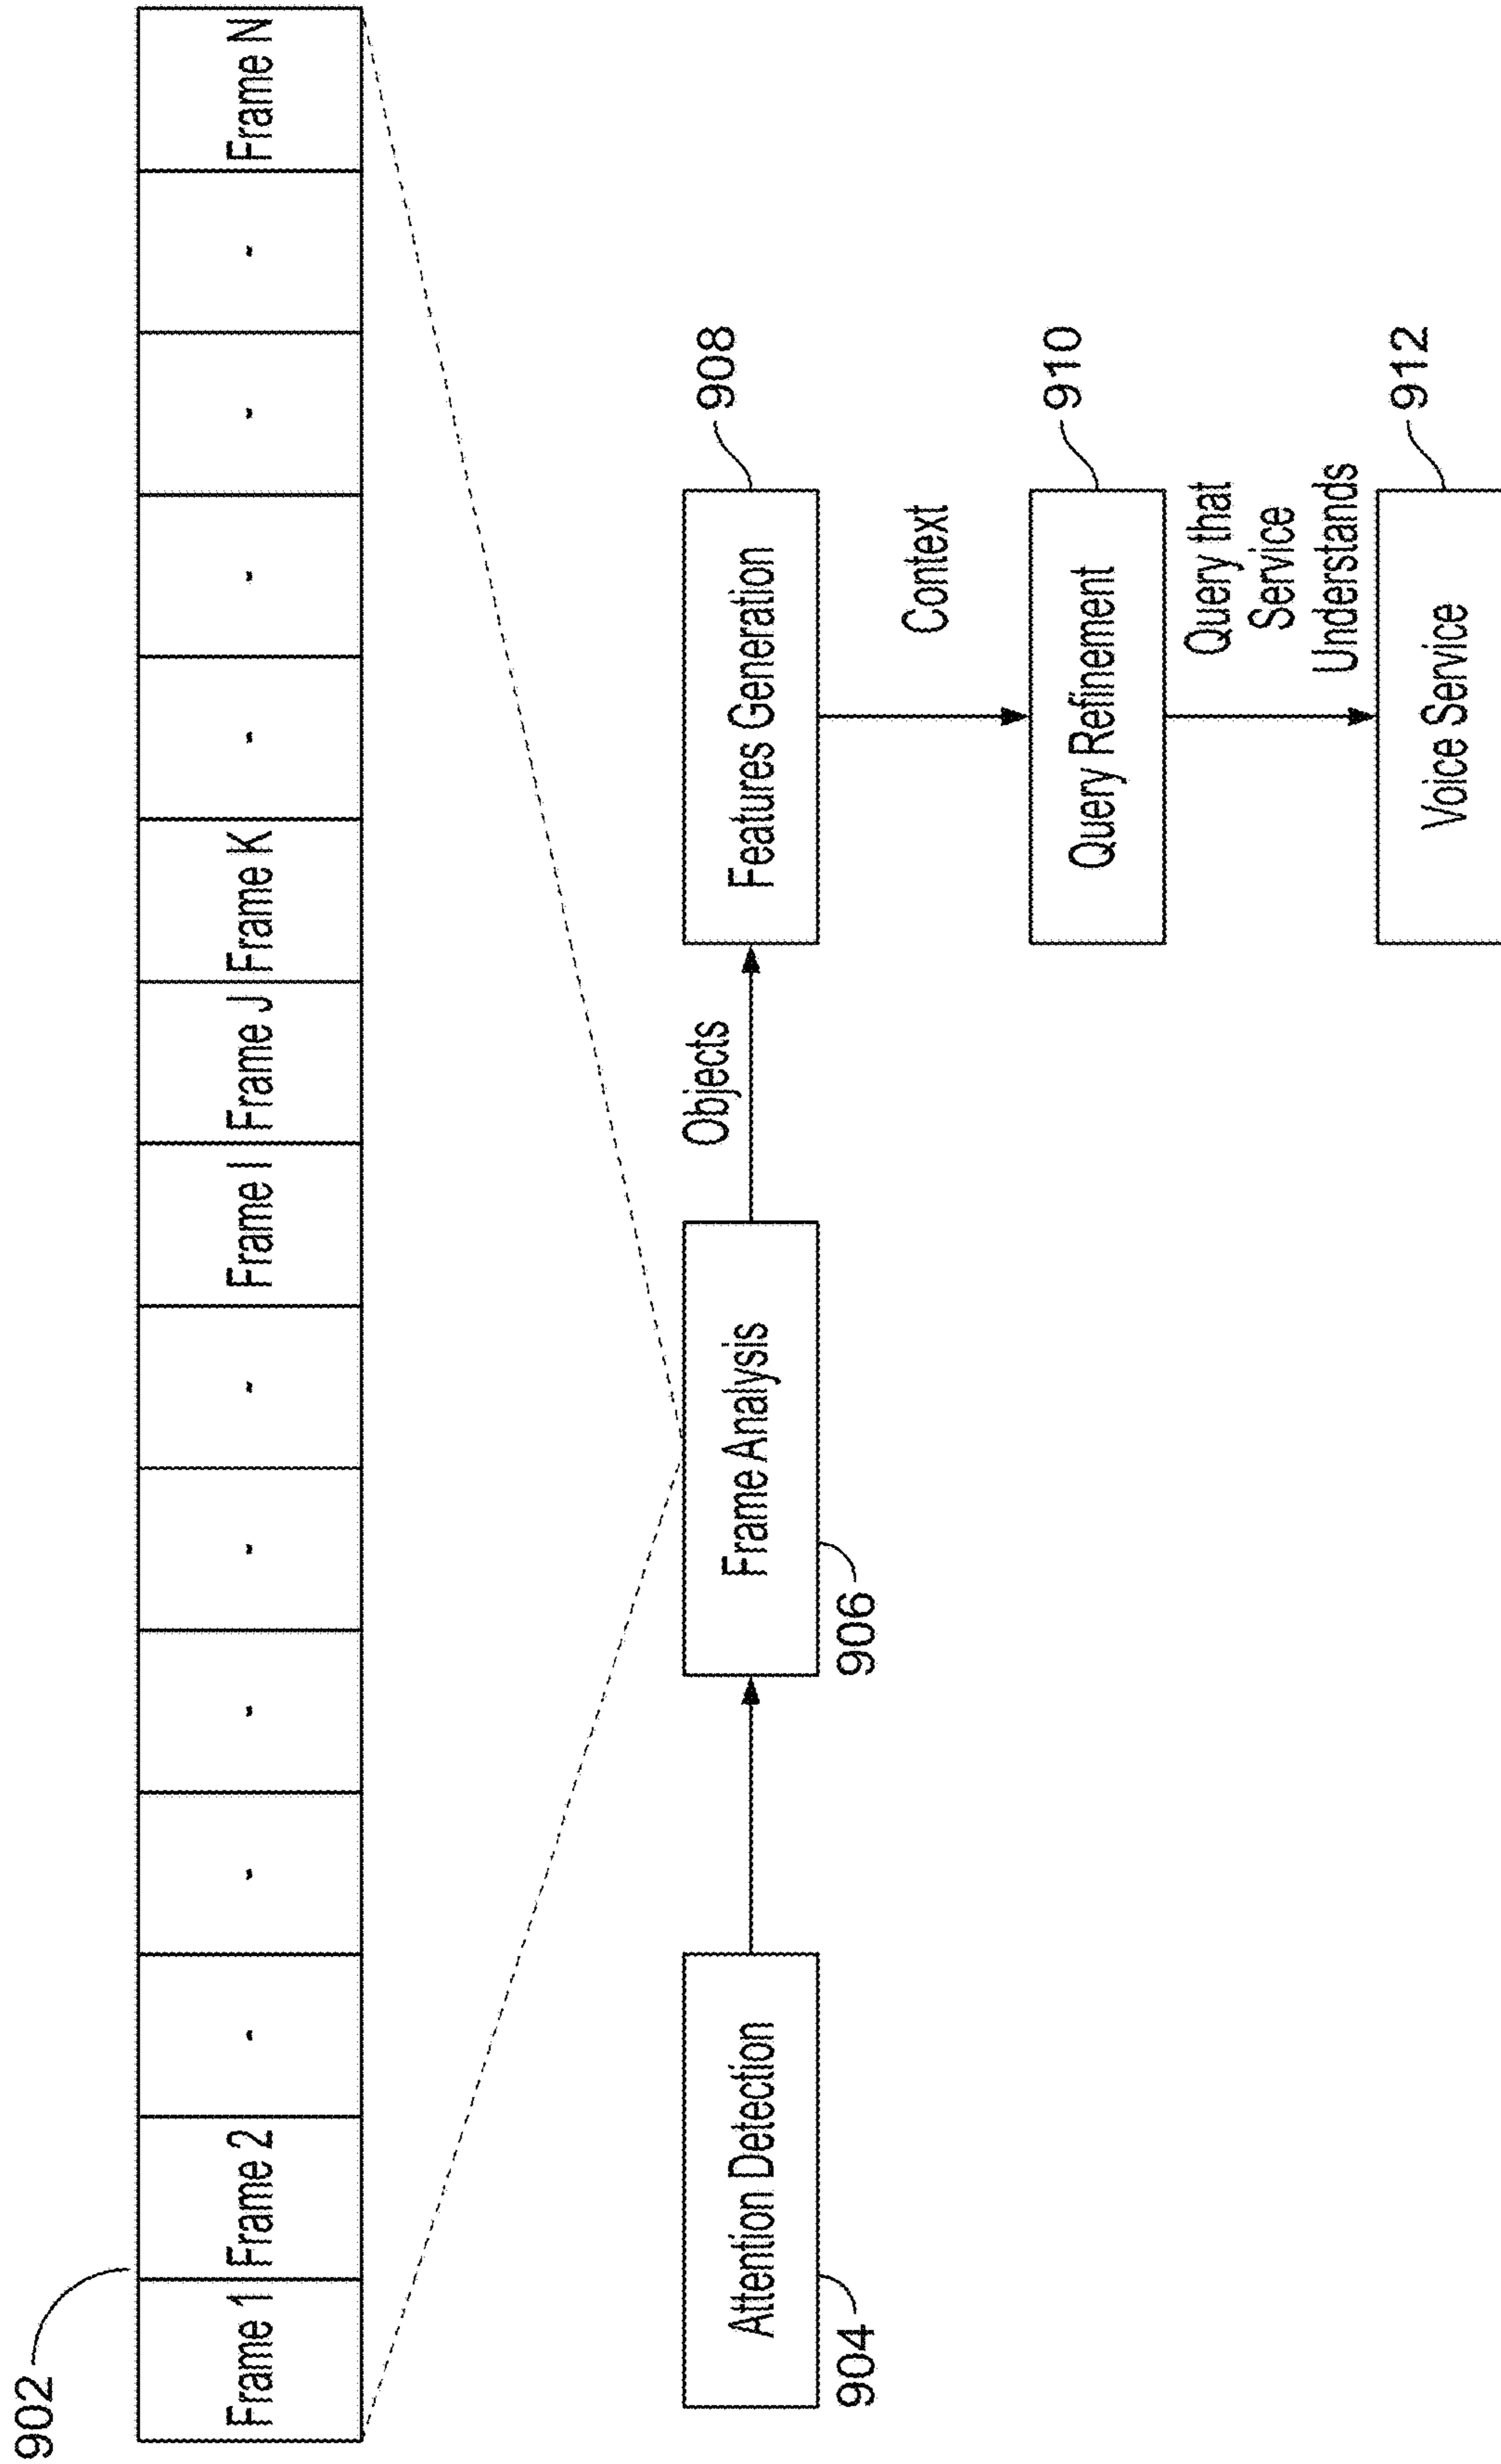 902
Frame 1
Frame 2
Frame I
Frame J
Frame K
Frame N
Attention Detection
904
Frame Analysis
906
Objects
Features Generation
908
Context
Query Refinement
910
Query that
Service
Understands
Voice Service
912